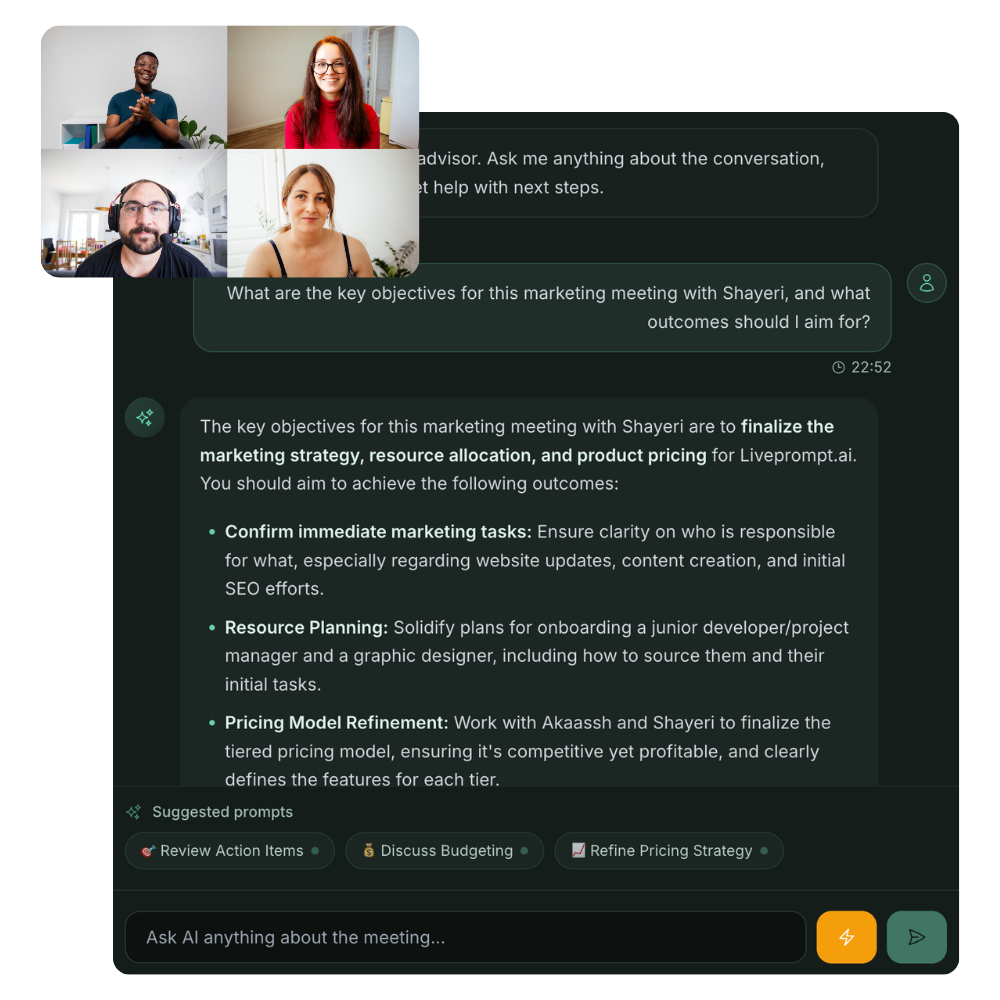 advisor. Ask me anything about the conversation,
help with next steps.
What are the key objectives for this marketing meeting with Shayeri, and what
outcomes should I aim for?
22:52
The key objectives for this marketing meeting with Shayeri are to finalize the
marketing strategy, resource allocation, and product pricing for Liveprompt.ai.
You should aim to achieve the following outcomes:
• Confirm immediate marketing tasks: Ensure clarity on who is responsible
for what, especially regarding website updates, content creation, and initial
SEO efforts.
• Resource Planning: Solidify plans for onboarding a junior developer/project
manager and a graphic designer, including how to source them and their
initial tasks.
• Pricing Model Refinement: Work with Akaassh and Shayeri to finalize the
tiered pricing model, ensuring it's competitive yet profitable, and clearly
defines the features for each tier.
Suggested prompts
🎯 Review Action Items
💰 Discuss Budgeting
📈 Refine Pricing Strategy
Ask AI anything about the meeting...